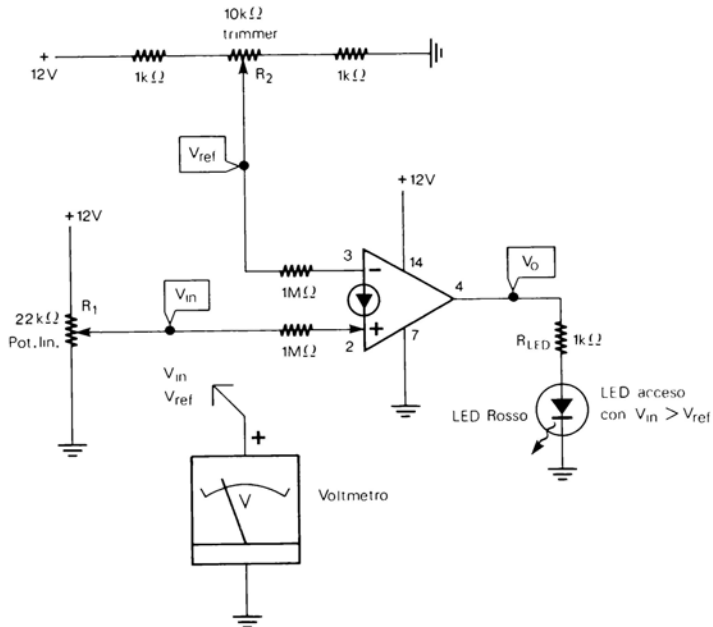 10kΩ
trimmer
+
12V
1kΩ
R2
1kΩ
Vref
+12V
+12V
3
−
14
4
VO
1MΩ
R1
22kΩ
Pot. lin.
Vin
+
1MΩ
2
7
RLED
1kΩ
Vin
Vref
+
LED Rosso
LED acceso
con Vin > Vref
V
Voltmetro